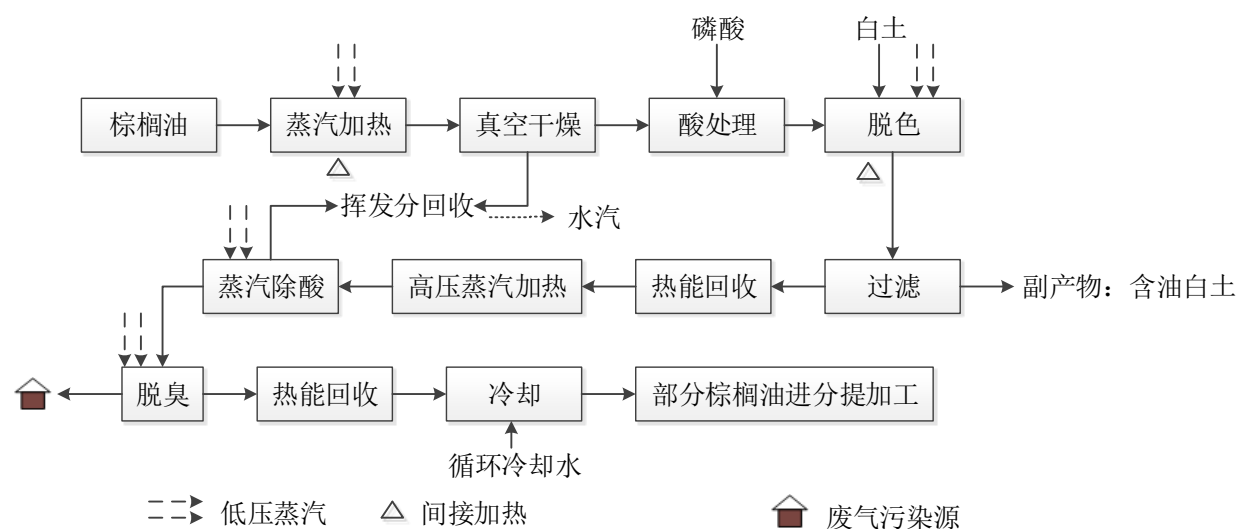 磷酸
白土
棕榈油
蒸汽加热
真空干燥
酸处理
脱色
挥发分回收
水汽
蒸汽除酸
高压蒸汽加热
热能回收
过滤
副产物：含油白土
脱臭
热能回收
冷却
部分棕榈油进分提加工
循环冷却水
低压蒸汽
间接加热
废气污染源